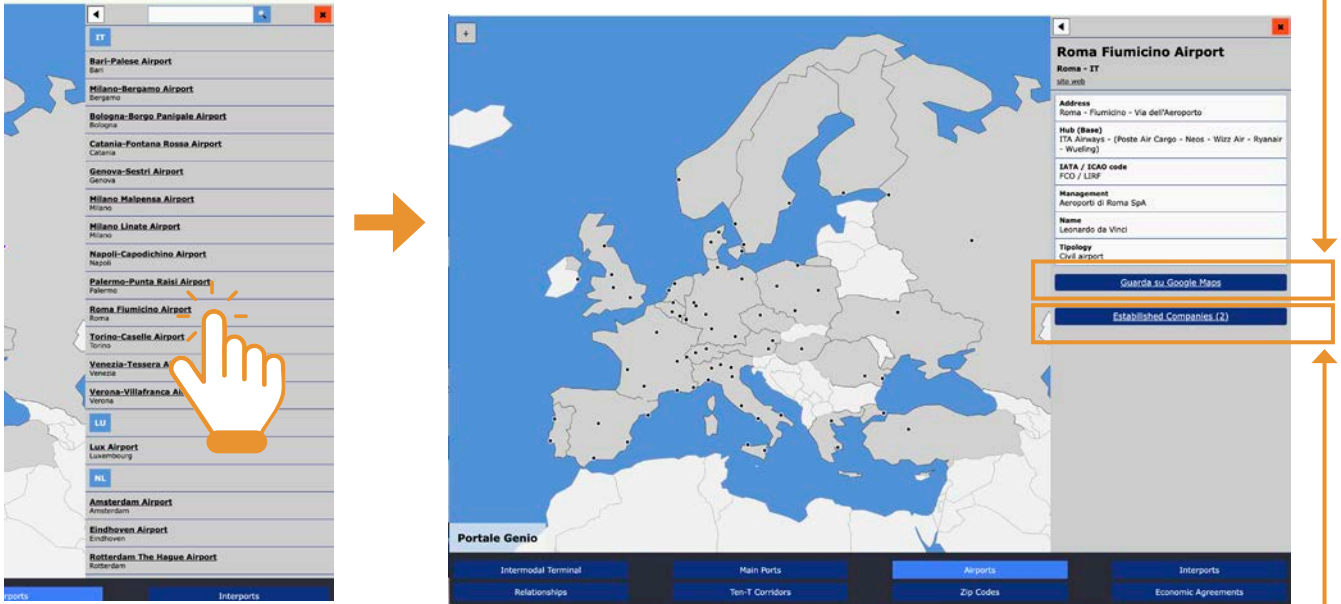 IT
Bari-Palese Airport
Bari
Milano-Bergamo Airport
Bergamo
Bologna-Borgo Panigale Airport
Bologna
Catania-Fontana Rossa Airport
Catania
Genova-Sestri Airport
Genova
Milano Malpensa Airport
Milano
Milano Linate Airport
Milano
Napoli-Capodichino Airport
Napoli
Palermo-Punta Raisi Airport
Palermo
Roma Fiumicino Airport
Roma
Torino-Caselle Airport
Torino
Venezia-Tessera A
Venezia
Verona-Villafranca
Verona
LU
Lux Airport
Luxembourg
NL
Amsterdam Airport
Amsterdam
Eindhoven Airport
Eindhoven
Rotterdam The Hague Airport
Rotterdam
rports
Interports
+
Portale Genio
Roma Fiumicino Airport
Roma - IT
sito web
Address
Roma - Fiumicino - Via dell'Aeroporto
Hub (Base)
ITA Airways - (Poste Air Cargo - Neos - Wizz Air - Ryanair
- Wueling)
IATA / ICAO code
FCO / LIRF
Management
Aeroporti di Roma SpA
Name
Leonardo da Vinci
Tipology
Civil airport
Guarda su Google Maps
Established Companies (2)
Intermodal Terminal
Main Ports
Airports
Interports
Relationships
Ten-T Corridors
Zip Codes
Economic Agreements